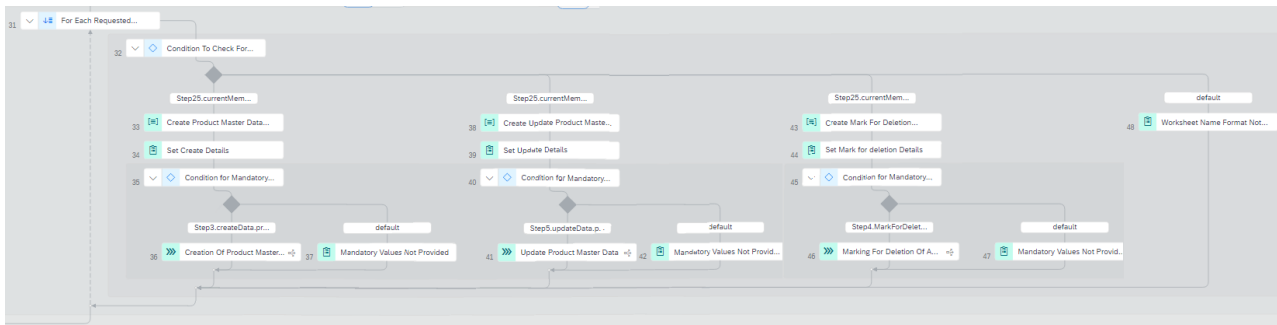 31 For Each Requested...
32 Condition To Check For...
Step25.currentMem... Step25.currentMem... Step25.currentMem... default
33 Create Product Master Data... 38 Create Update Product Maste... 43 Create Mark For Deletion... 48 Worksheet Name Format Not...
34 Set Create Details 39 Set Update Details 44 Set Mark for deletion Details
35 Condition for Mandatory... 40 Condition for Mandatory... 45 Condition for Mandatory...
Step3.createData.pr... default Step5.updateData.p... default Step4.MarkForDelet... default
36 Creation Of Product Master... 37 Mandatory Values Not Provided 41 Update Product Master Data 42 Mandatory Values Not Provid... 46 Marking For Deletion Of A... 47 Mandatory Values Not Provid...